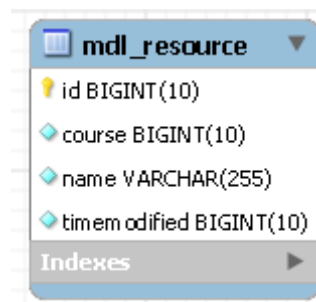 mdl_resource
id BIGINT(10)
course BIGINT(10)
name VARCHAR(255)
timemodified BIGINT(10)
Indexes